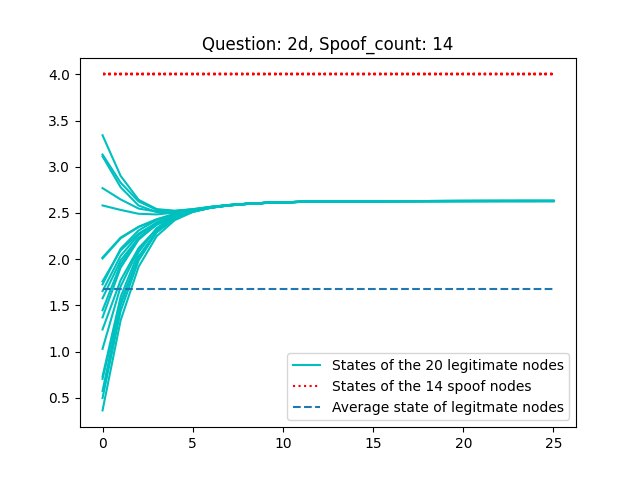 Question: 2d, Spoof_count: 14
4.0
3.5
3.0
2.5
2.0
1.5
1.0
0.5
States of the 20 legitimate nodes
States of the 14 spoof nodes
Average state of legitmate nodes
0 5 10 15 20 25